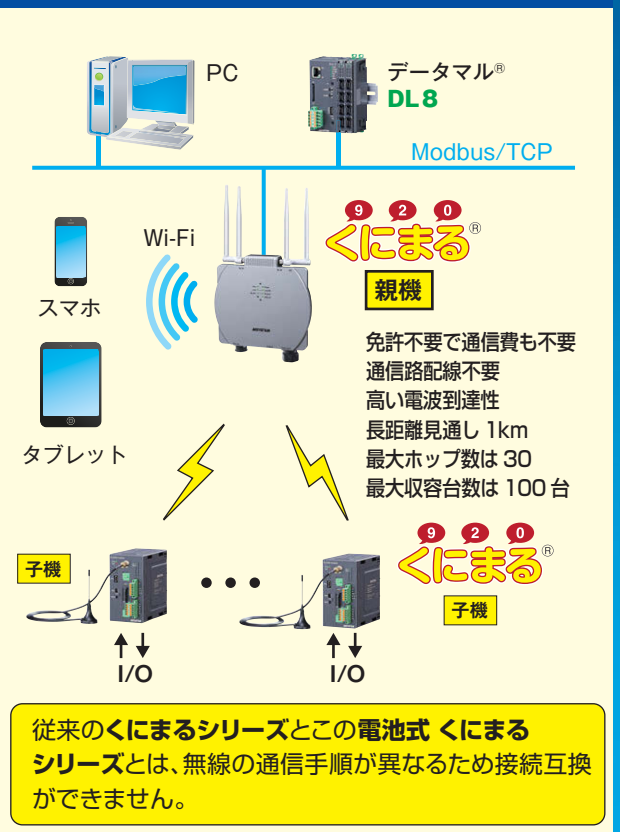 PC
データマル®
DL8
Modbus/TCP
Wi-Fi
9 2 0
くにまる®
親機
スマホ
タブレット
免許不要で通信費も不要
通信路配線不要
高い電波到達性
長距離見通し 1km
最大ホップ数は 30
最大収容台数は 100 台
子機
9 2 0
くにまる®
子機
I/O
I/O
従来のくにまるシリーズとこの電池式 くにまる
シリーズとは、無線の通信手順が異なるため接続互換
ができません。